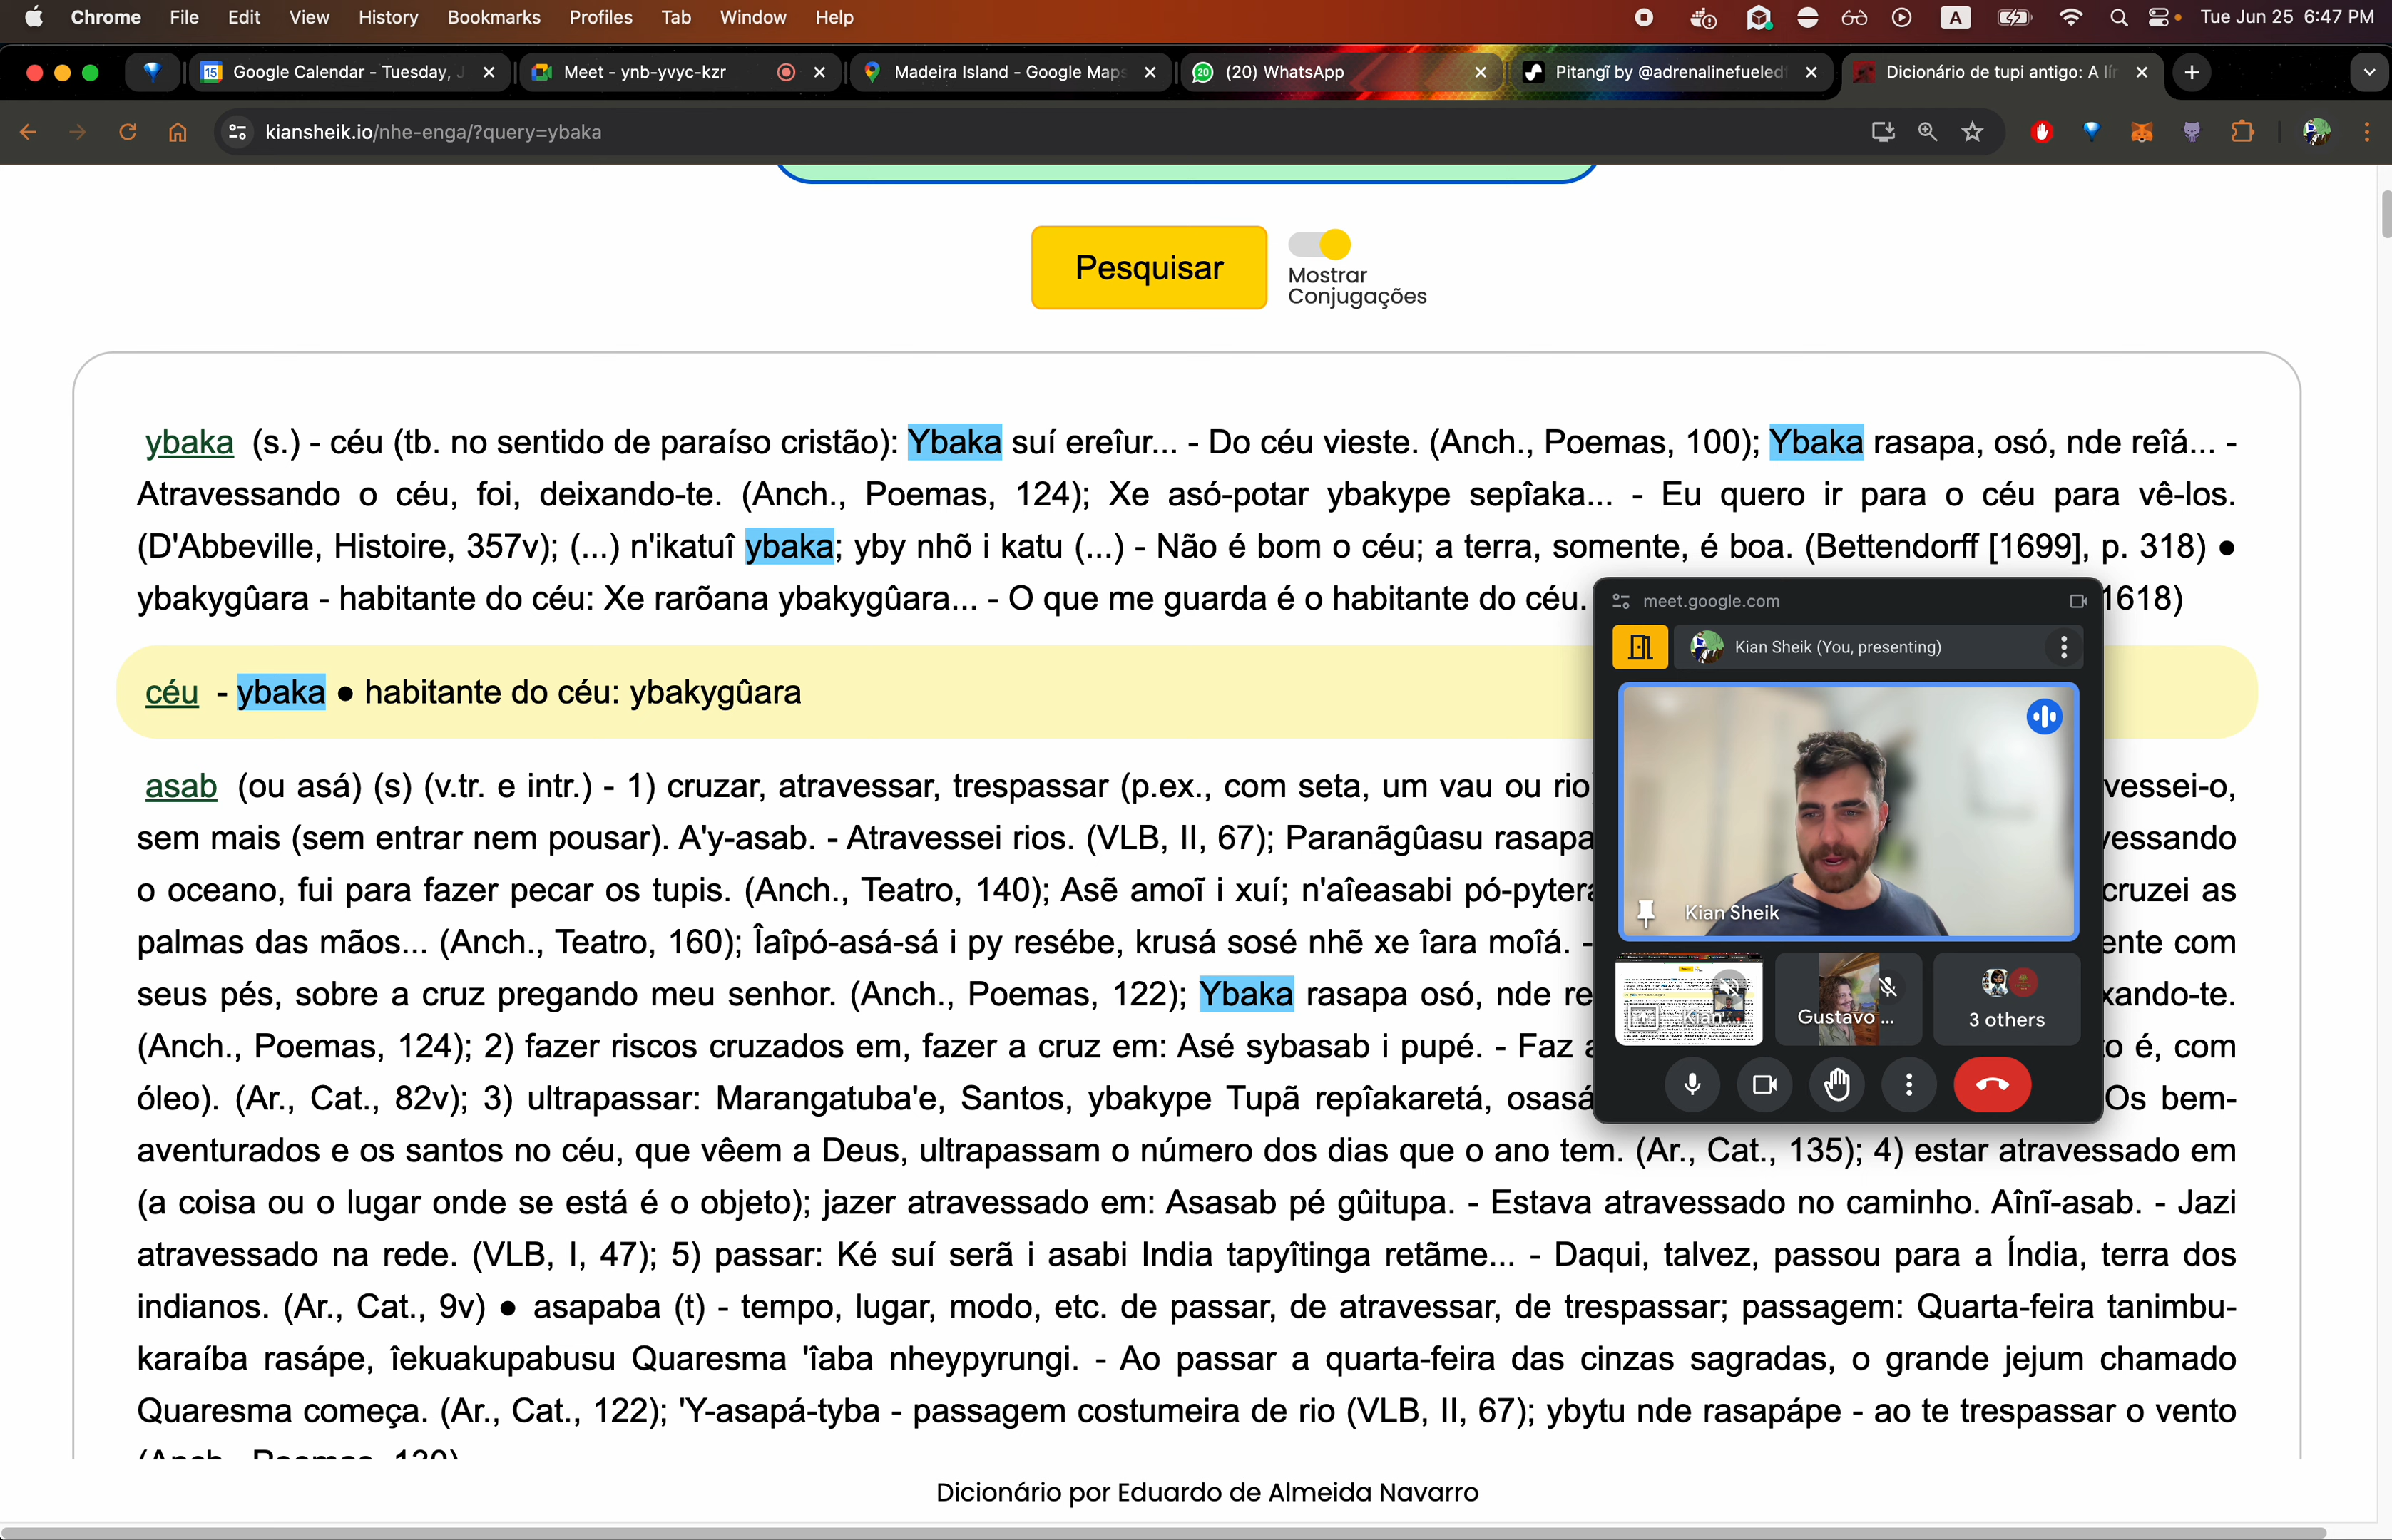 Chrome File Edit View History Bookmarks Profiles Tab Window Help A Tue Jun 25 6:47 PM
15 Google Calendar - Tuesday, J Meet - ynb-yvyc-kzr Madeira Island - Google Maps 20 (20) WhatsApp Pitangĩ by @adrenalinefueled Dicionário de tupi antigo: A lín
kiansheik.io/nhe-enga/?query=ybaka
Pesquisar
Mostrar
Conjugações
ybaka (s.) - céu (tb. no sentido de paraíso cristão): Ybaka suí ereîur... - Do céu vieste. (Anch., Poemas, 100); Ybaka rasapa, osó, nde reîá... -
Atravessando o céu, foi, deixando-te. (Anch., Poemas, 124); Xe asó-potar ybakype sepîaka... - Eu quero ir para o céu para vê-los.
(D'Abbeville, Histoire, 357v); (...) n'ikatuî ybaka; yby nhõ i katu (...) - Não é bom o céu; a terra, somente, é boa. (Bettendorff [1699], p. 318) ●
ybakygûara - habitante do céu: Xe rarõana ybakygûara... - O que me guarda é o habitante do céu. 1618)
céu - ybaka ● habitante do céu: ybakygûara
asab (ou asá) (s) (v.tr. e intr.) - 1) cruzar, atravessar, trespassar (p.ex., com seta, um vau ou rio vessei-o,
sem mais (sem entrar nem pousar). A'y-asab. - Atravessei rios. (VLB, II, 67); Paranãgûasu rasapa vessando
o oceano, fui para fazer pecar os tupis. (Anch., Teatro, 140); Asẽ amoĩ i xuí; n'aîeasabi pó-pytera cruzei as
palmas das mãos... (Anch., Teatro, 160); Îaîpó-asá-sá i py resébe, krusá sosé nhẽ xe îara moîá. - ente com
seus pés, sobre a cruz pregando meu senhor. (Anch., Poemas, 122); Ybaka rasapa osó, nde re xando-te.
(Anch., Poemas, 124); 2) fazer riscos cruzados em, fazer a cruz em: Asé sybasab i pupé. - Faz a o é, com
óleo). (Ar., Cat., 82v); 3) ultrapassar: Marangatuba'e, Santos, ybakype Tupã repîakaretá, osasá Os bem-
aventurados e os santos no céu, que vêem a Deus, ultrapassam o número dos dias que o ano tem. (Ar., Cat., 135); 4) estar atravessado em
(a coisa ou o lugar onde se está é o objeto); jazer atravessado em: Asasab pé gûitupa. - Estava atravessado no caminho. Aînĩ-asab. - Jazi
atravessado na rede. (VLB, I, 47); 5) passar: Ké suí serã i asabi India tapyîtinga retãme... - Daqui, talvez, passou para a Índia, terra dos
indianos. (Ar., Cat., 9v) ● asapaba (t) - tempo, lugar, modo, etc. de passar, de atravessar, de trespassar; passagem: Quarta-feira tanimbu-
karaíba rasápe, îekuakupabusu Quaresma 'îaba nheypyrungi. - Ao passar a quarta-feira das cinzas sagradas, o grande jejum chamado
Quaresma começa. (Ar., Cat., 122); 'Y-asapá-tyba - passagem costumeira de rio (VLB, II, 67); ybytu nde rasapápe - ao te trespassar o vento
meet.google.com
Kian Sheik (You, presenting)
Kian Sheik
Kian
Gustavo ...
3 others
Dicionário por Eduardo de Almeida Navarro